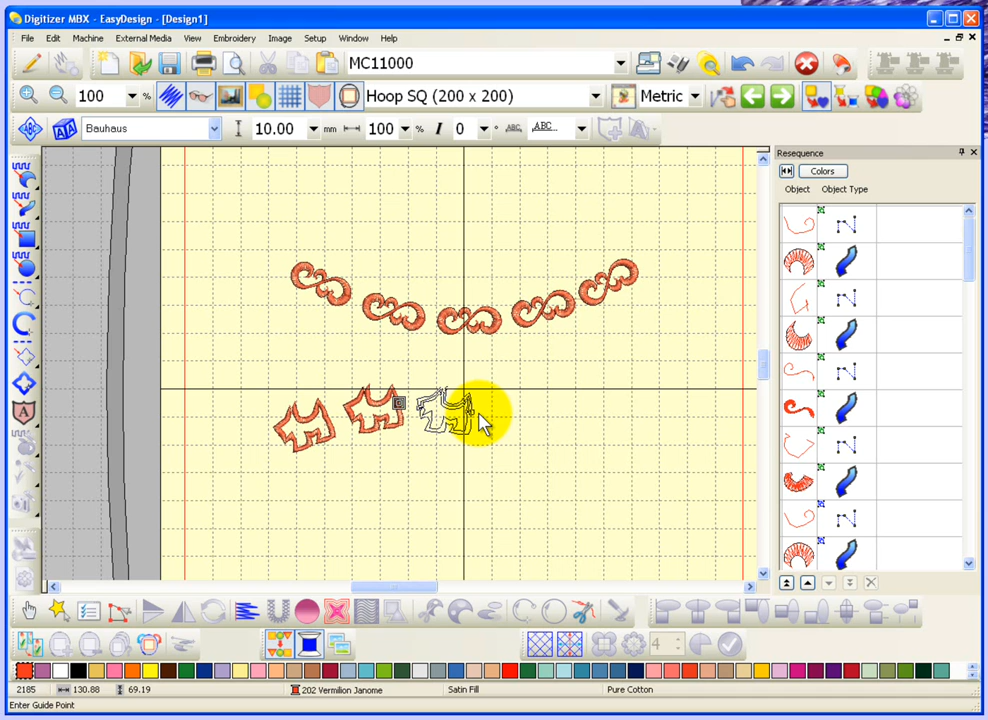 Digitizer MBX - EasyDesign - [Design1]
File Edit Machine External Media View Embroidery Image Setup Window Help
MC11000
100 % Hoop SQ (200 x 200) Metric
ABC Bauhaus 10.00 mm 100 % 0 ° ABC ABC
Resequence
Colors
Object Object Type
A
4
2185 130.88 69.19 202 Vermilion Janome Satin Fill Pure Cotton
Enter Guide Point